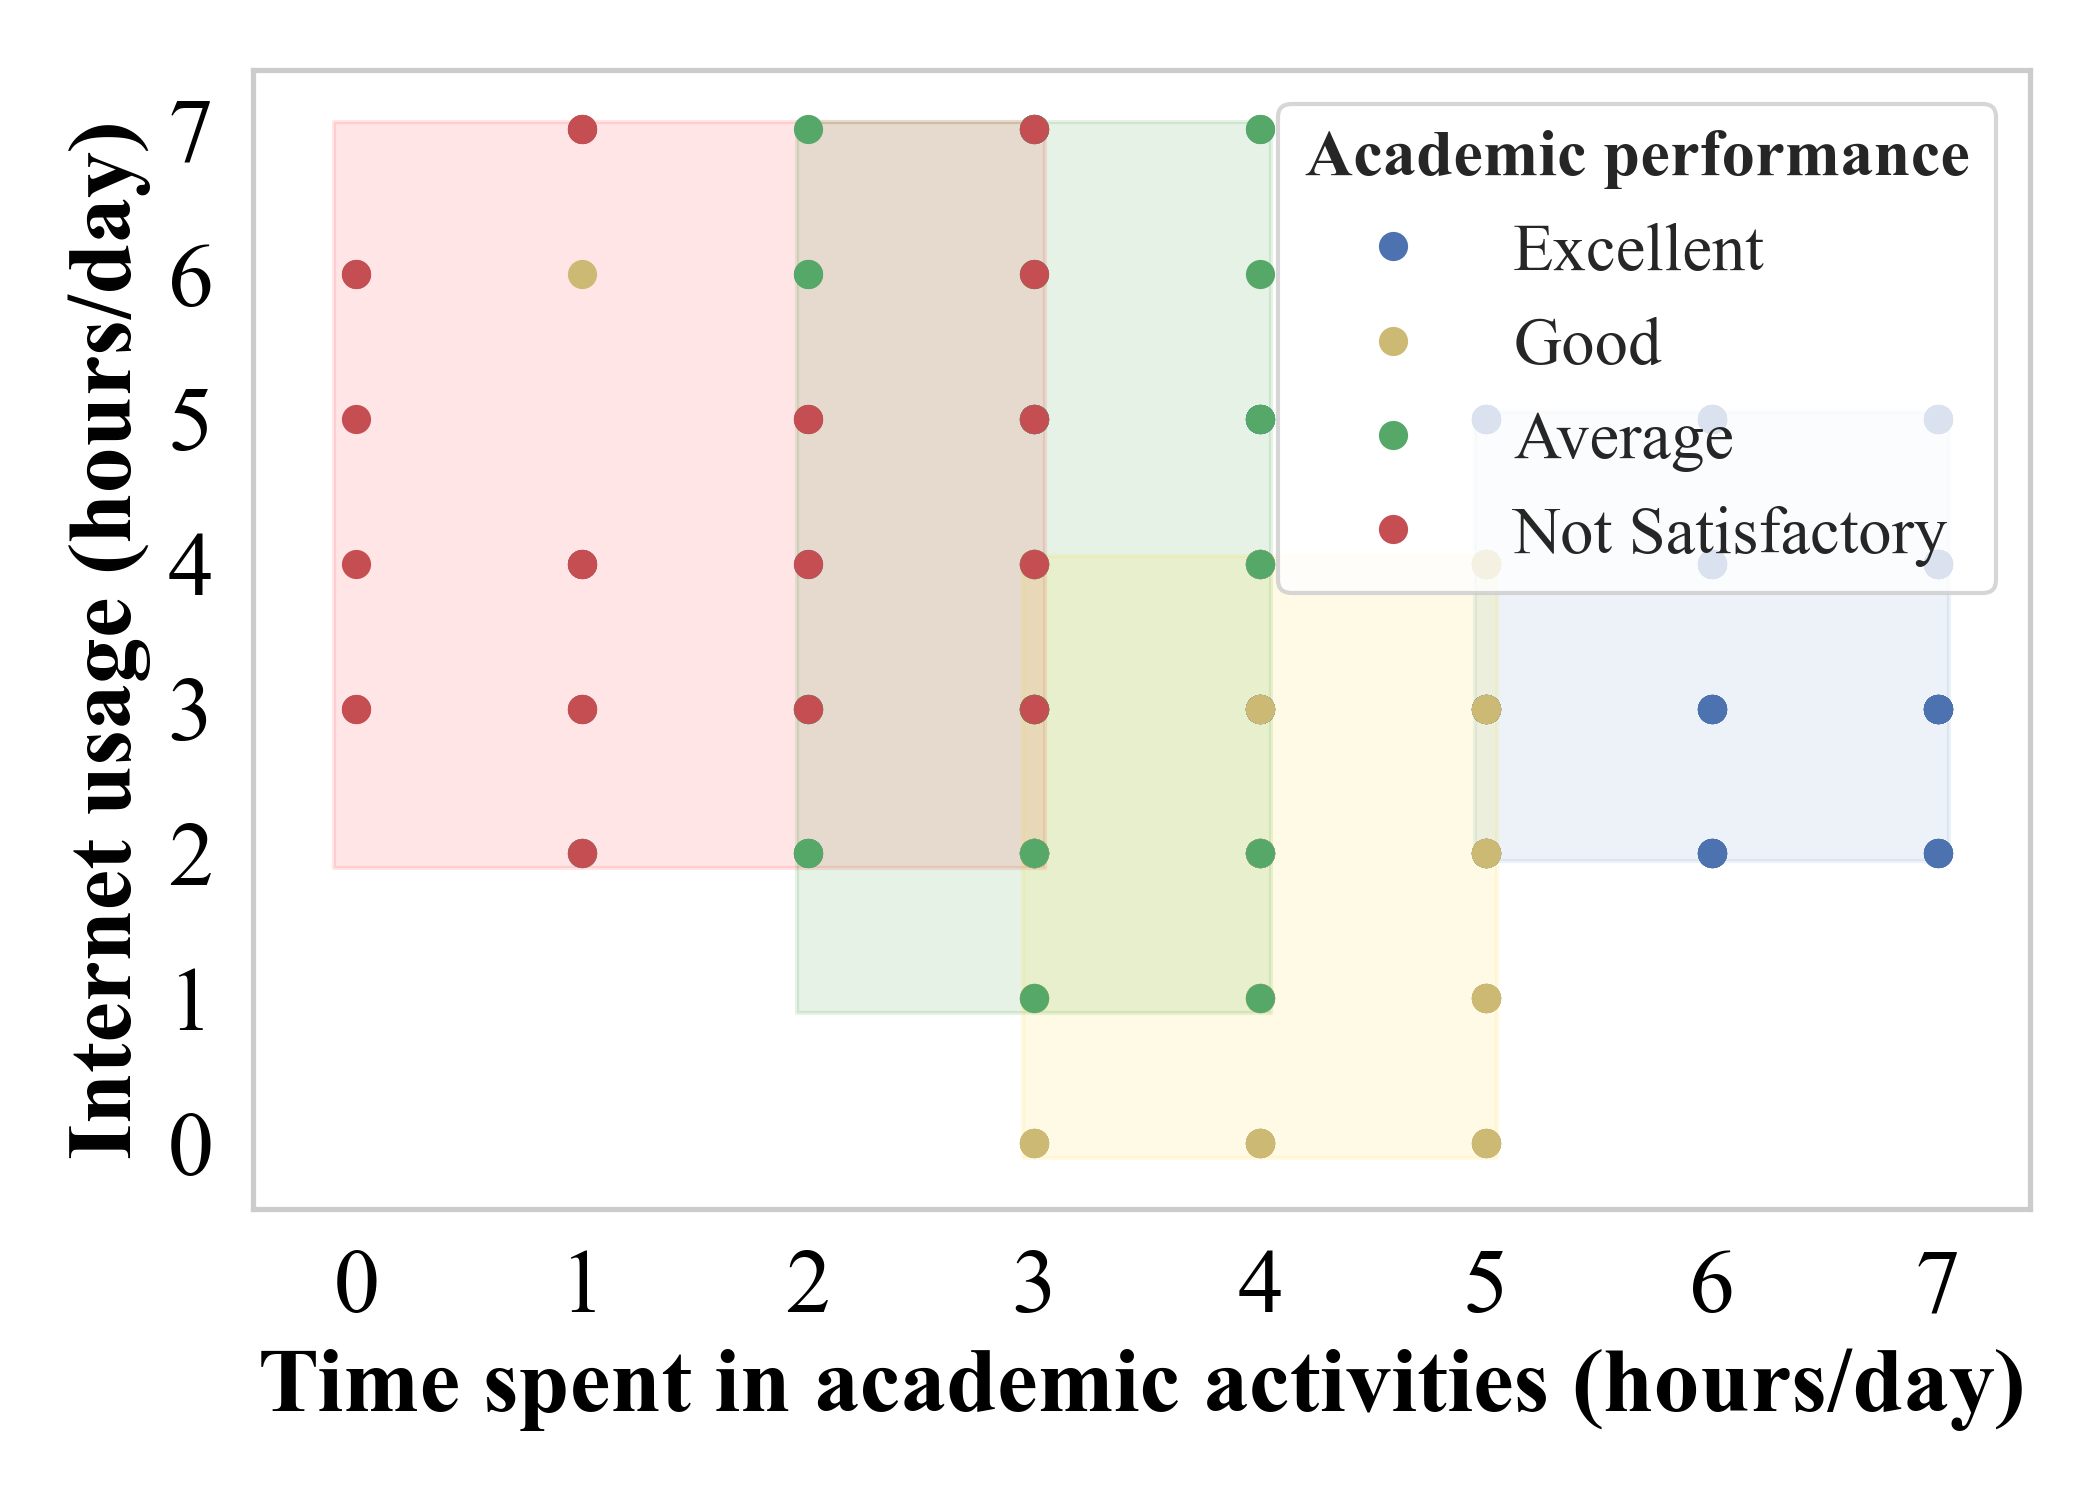 Internet usage (hours/day)
7
6
5
4
3
2
1
0
Academic performance
Excellent
Good
Average
Not Satisfactory
0 1 2 3 4 5 6 7
Time spent in academic activities (hours/day)